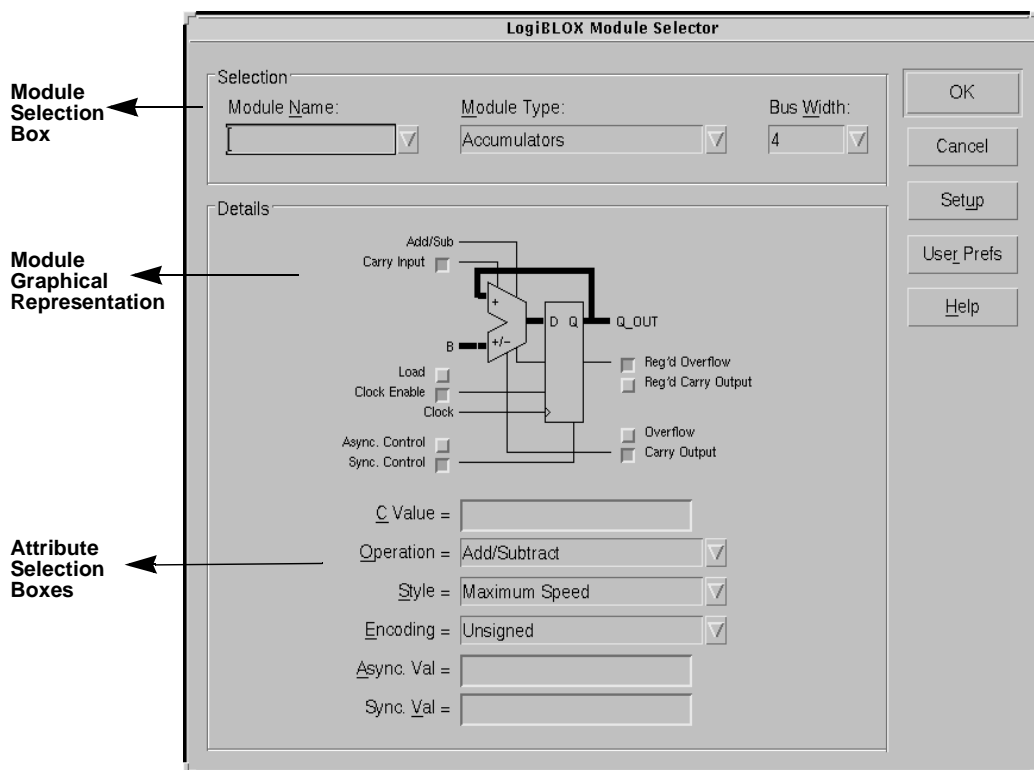 LogiBLOX Module Selector
Module
Selection
Box
Selection
Module Name:
Module Type:
Bus Width:
Accumulators
4
OK
Cancel
Setup
User Prefs
Help
Module
Graphical
Representation
Details
Add/Sub
Carry Input
+
D Q
Q_OUT
B
+/-
Load
Clock Enable
Clock
Reg'd Overflow
Reg'd Carry Output
Async. Control
Sync. Control
Overflow
Carry Output
Attribute
Selection
Boxes
C Value =
Operation = Add/Subtract
Style = Maximum Speed
Encoding = Unsigned
Async. Val =
Sync. Val =